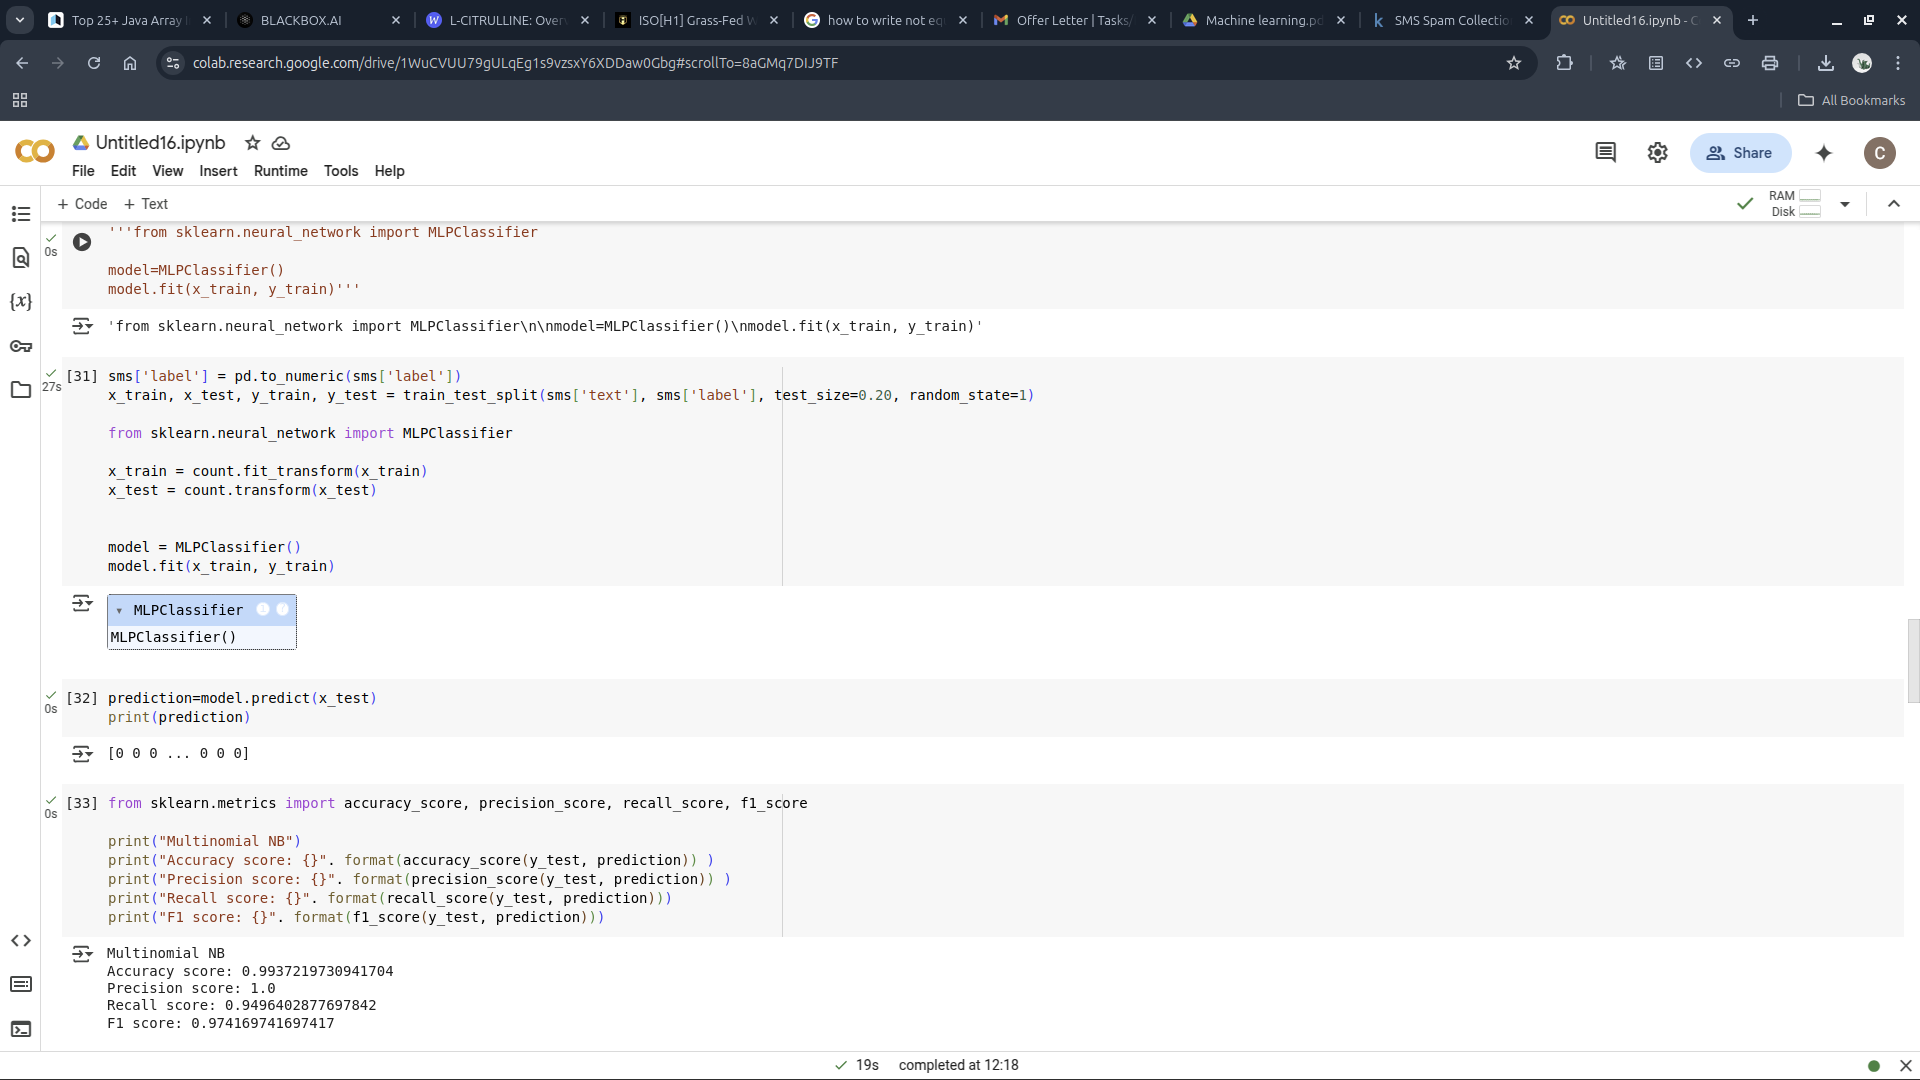 Top 25+ Java Array
BLACKBOX.AI
L-CITRULLINE: Over
ISO[H1] Grass-Fed W
how to write not eq
Offer Letter | Tasks/
Machine learning.pd
SMS Spam Collectio
Untitled16.ipynb - C
colab.research.google.com/drive/1WuCVUU79gULqEg1s9vzsxY6XDDaw0Gbg#scrollTo=8aGMq7DIJ9TF
All Bookmarks
Untitled16.ipynb
File Edit View Insert Runtime Tools Help
Share
C
+ Code + Text
RAM
Disk
0s
'''from sklearn.neural_network import MLPClassifier
model=MLPClassifier()
model.fit(x_train, y_train)'''
'from sklearn.neural_network import MLPClassifier\n\nmodel=MLPClassifier()\nmodel.fit(x_train, y_train)'
27s
[31] sms['label'] = pd.to_numeric(sms['label'])
x_train, x_test, y_train, y_test = train_test_split(sms['text'], sms['label'], test_size=0.20, random_state=1)
from sklearn.neural_network import MLPClassifier
x_train = count.fit_transform(x_train)
x_test = count.transform(x_test)
model = MLPClassifier()
model.fit(x_train, y_train)
MLPClassifier
MLPClassifier()
0s
[32] prediction=model.predict(x_test)
print(prediction)
[0 0 0 ... 0 0 0]
0s
[33] from sklearn.metrics import accuracy_score, precision_score, recall_score, f1_score
print("Multinomial NB")
print("Accuracy score: {}". format(accuracy_score(y_test, prediction)) )
print("Precision score: {}". format(precision_score(y_test, prediction)) )
print("Recall score: {}". format(recall_score(y_test, prediction)))
print("F1 score: {}". format(f1_score(y_test, prediction)))
Multinomial NB
Accuracy score: 0.9937219730941704
Precision score: 1.0
Recall score: 0.9496402877697842
F1 score: 0.974169741697417
19s completed at 12:18